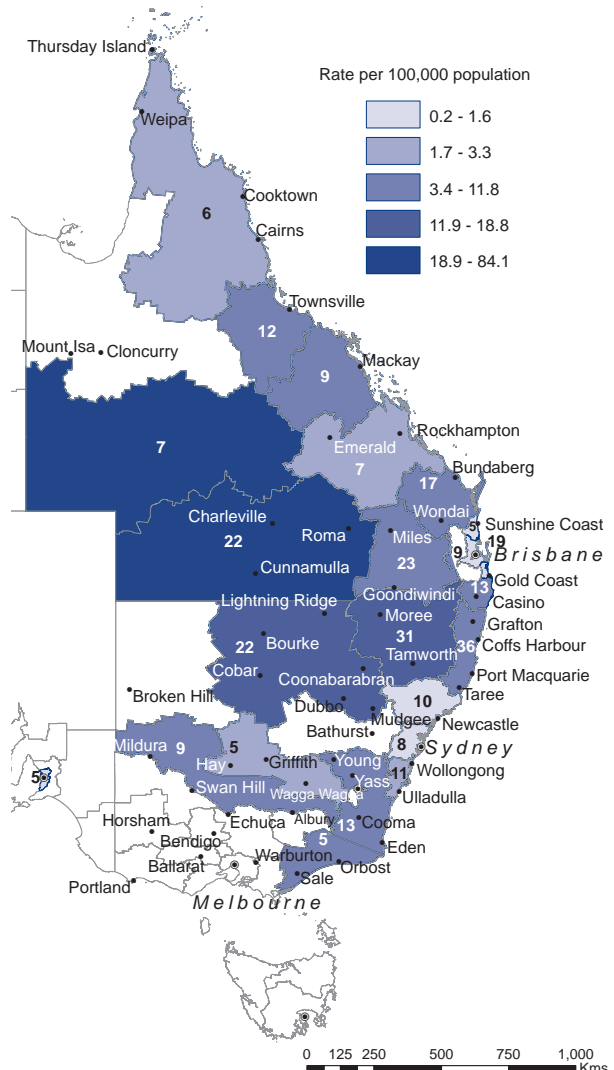 Thursday Island
Rate per 100,000 population
0.2 - 1.6
1.7 - 3.3
3.4 - 11.8
11.9 - 18.8
18.9 - 84.1
Weipa
Cooktown
6
Cairns
Townsville
12
Mount Isa
Cloncurry
Mackay
9
Rockhampton
Emerald
7
7
Bundaberg
17
Wondai
Charleville
Sunshine Coast
5
Roma
Miles
22
19
9
Brisbane
23
Cunnamulla
Gold Coast
Goondiwindi
13
Casino
Lightning Ridge
Moree
Grafton
22
Bourke
31
36
Coffs Harbour
Tamworth
Cobar
Coonabarabran
Port Macquarie
Broken Hill
Taree
10
Dubbo
Mudgee
Newcastle
Bathurst
8
Sydney
Mildura
9
5
Young
Hay
Griffith
11
Wollongong
5
Yass
Swan Hill
Wagga Wagga
Ulladulla
Horsham
Echuca
Albury
13
Cooma
Bendigo
5
Eden
Ballarat
Warburton
Orbost
Portland
Sale
Melbourne
0 125 250 500 750 1,000
Kms